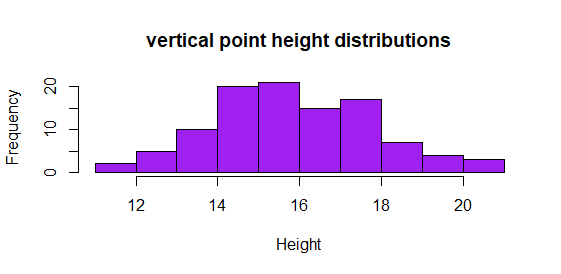 vertical point height distributions
Frequency
20
10
0
12 14 16 18 20
Height